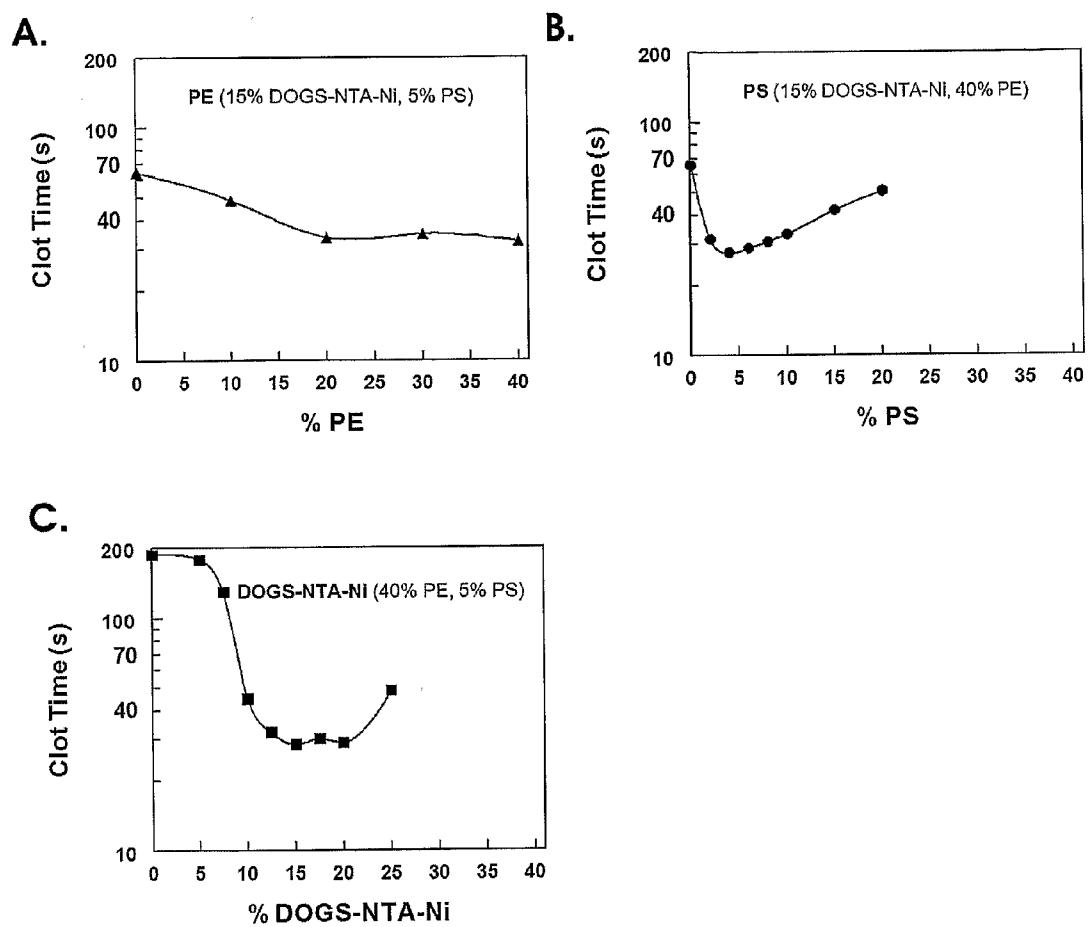 A.
200
100
70
40
10
Clot Time (s)
PE (15% DOGS-NTA-Ni, 5% PS)
0 5 10 15 20 25 30 35 40
% PE
B.
200
100
70
40
10
Clot Time (s)
PS (15% DOGS-NTA-Ni, 40% PE)
0 5 10 15 20 25 30 35 40
% PS
C.
200
100
70
40
10
Clot Time (s)
DOGS-NTA-Ni (40% PE, 5% PS)
0 5 10 15 20 25 30 35 40
% DOGS-NTA-Ni